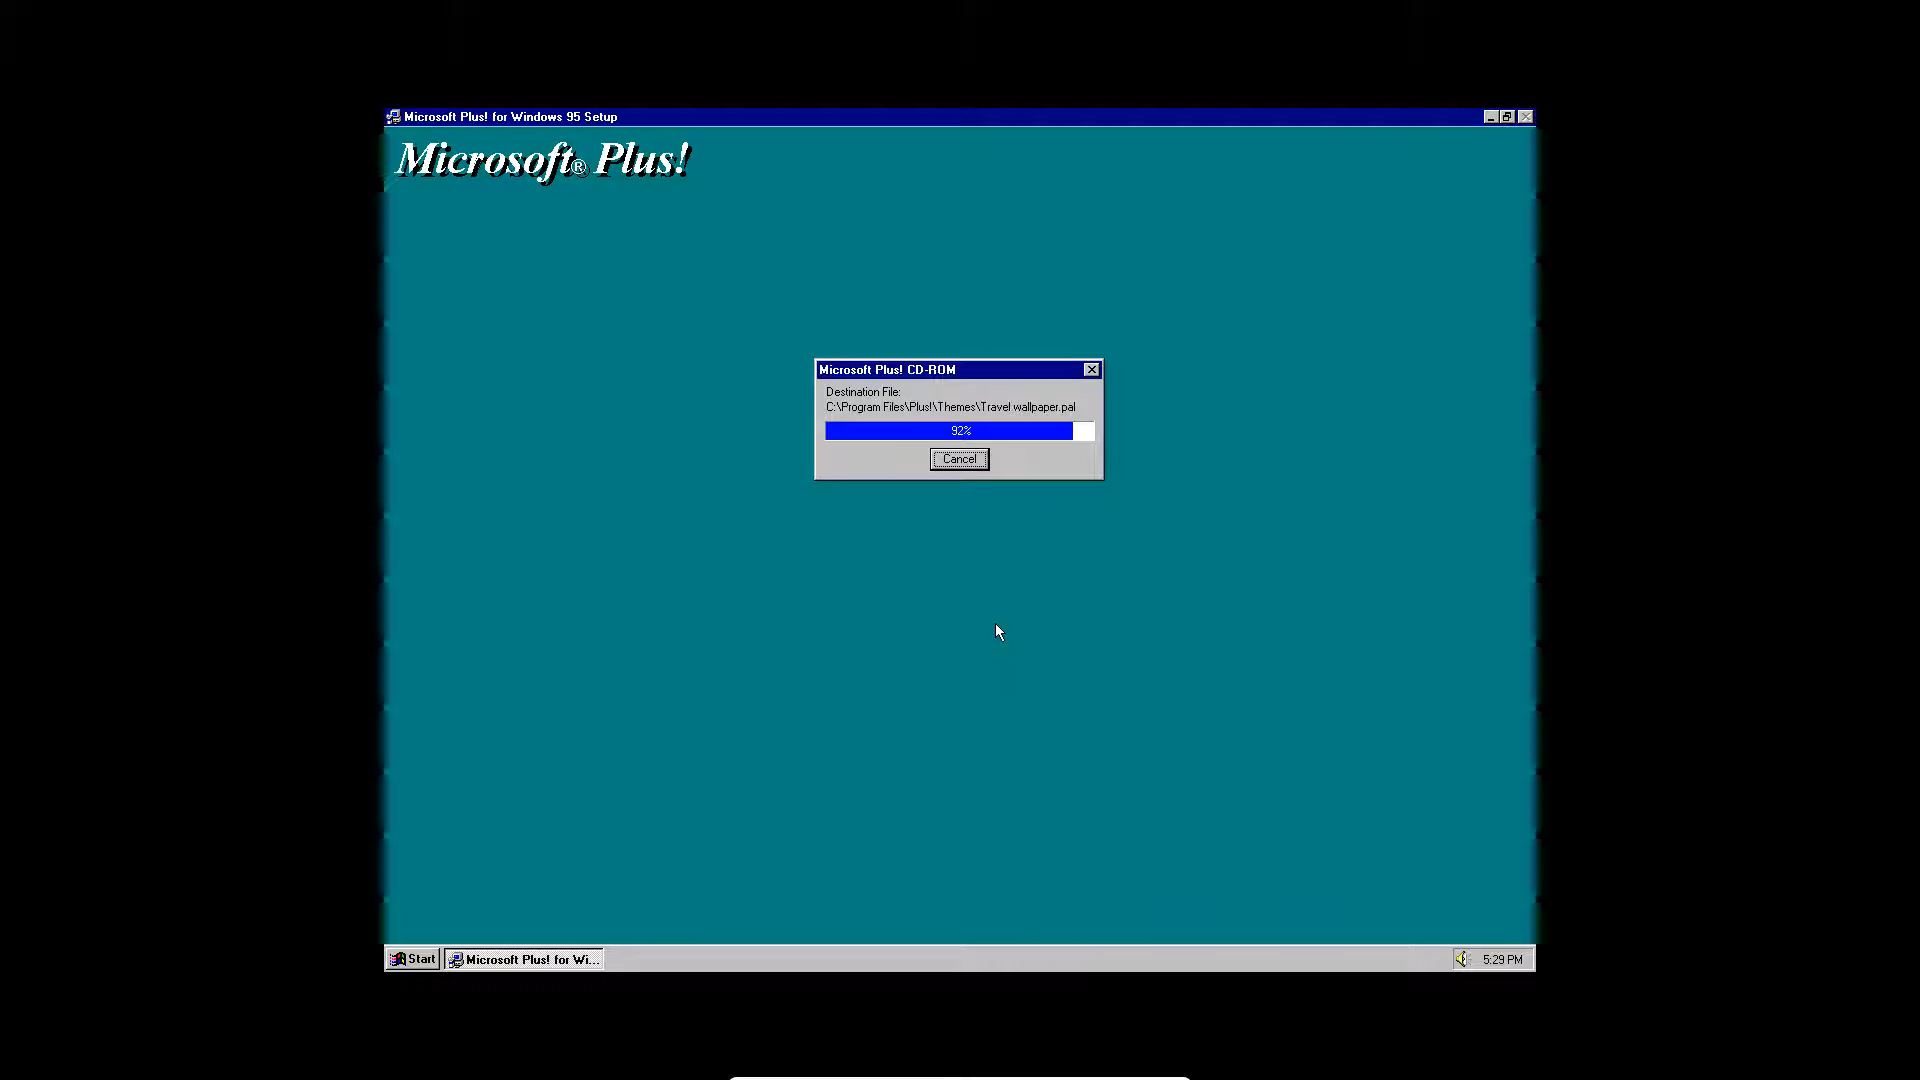 Microsoft Plus! for Windows 95 Setup
Microsoft® Plus!
Microsoft Plus! CD-ROM
Destination File:
C:\Program Files\Plus!\Themes\Travel wallpaper.pal
92%
Cancel
Start
Microsoft Plus! for Wi...
5:29 PM